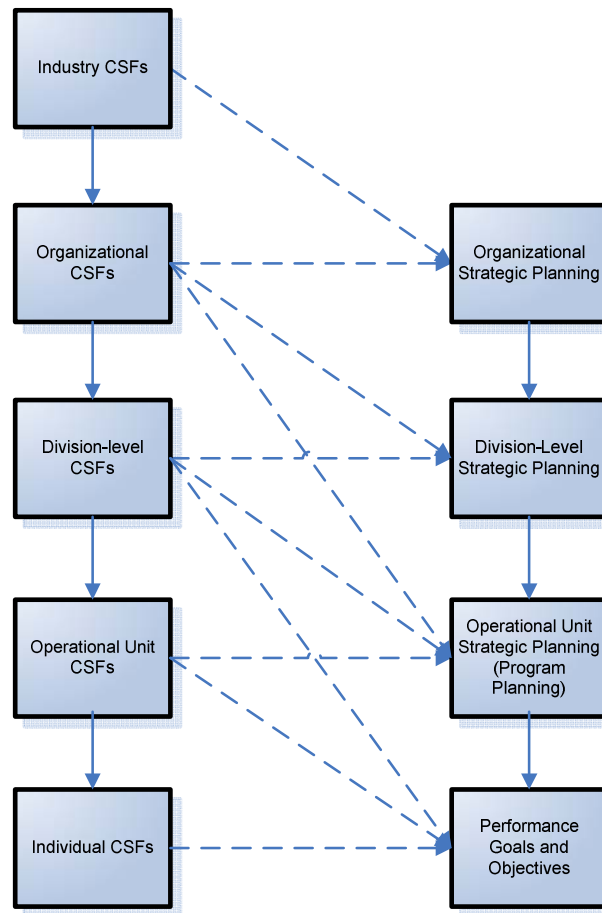 Industry CSFs
Organizational
CSFs
Organizational
Strategic Planning
Division-level
CSFs
Division-Level
Strategic Planning
Operational Unit
CSFs
Operational Unit
Strategic Planning
(Program
Planning)
Individual CSFs
Performance
Goals and
Objectives